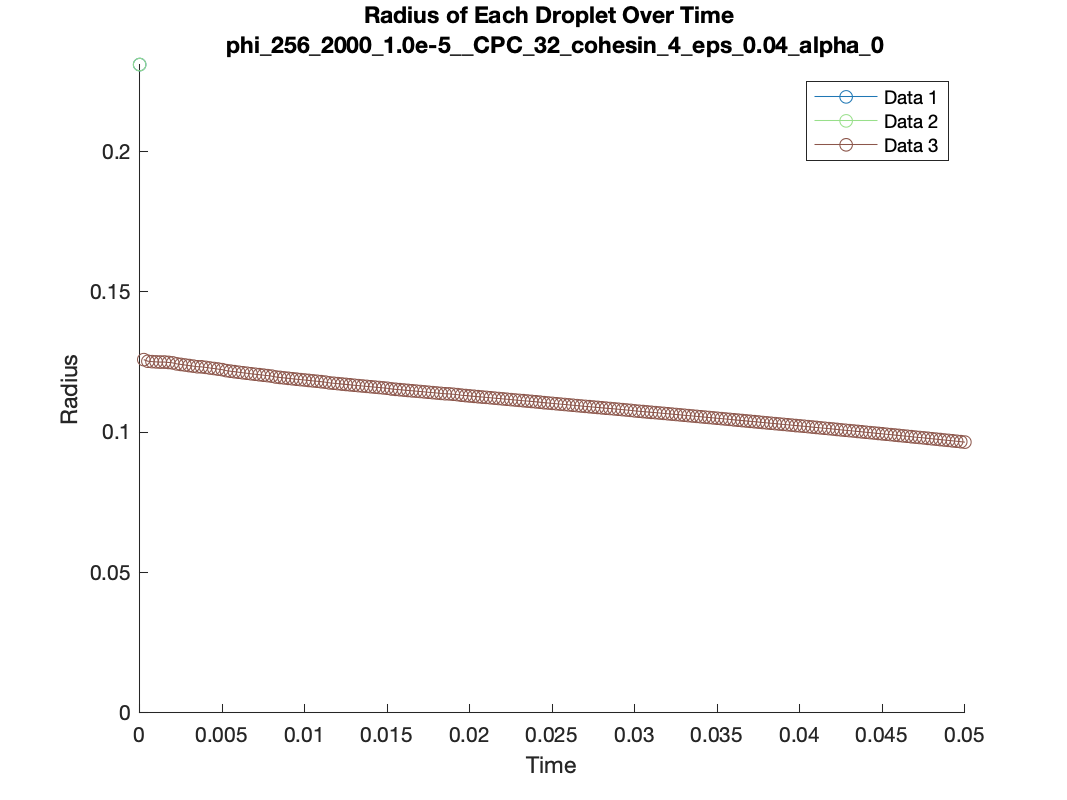 Radius of Each Droplet Over Time
phi_256_2000_1.0e-5__CPC_32_cohesin_4_eps_0.04_alpha_0
Data 1
Data 2
Data 3
Radius
0.2
0.15
0.1
0.05
0
0 0.005 0.01 0.015 0.02 0.025 0.03 0.035 0.04 0.045 0.05
Time